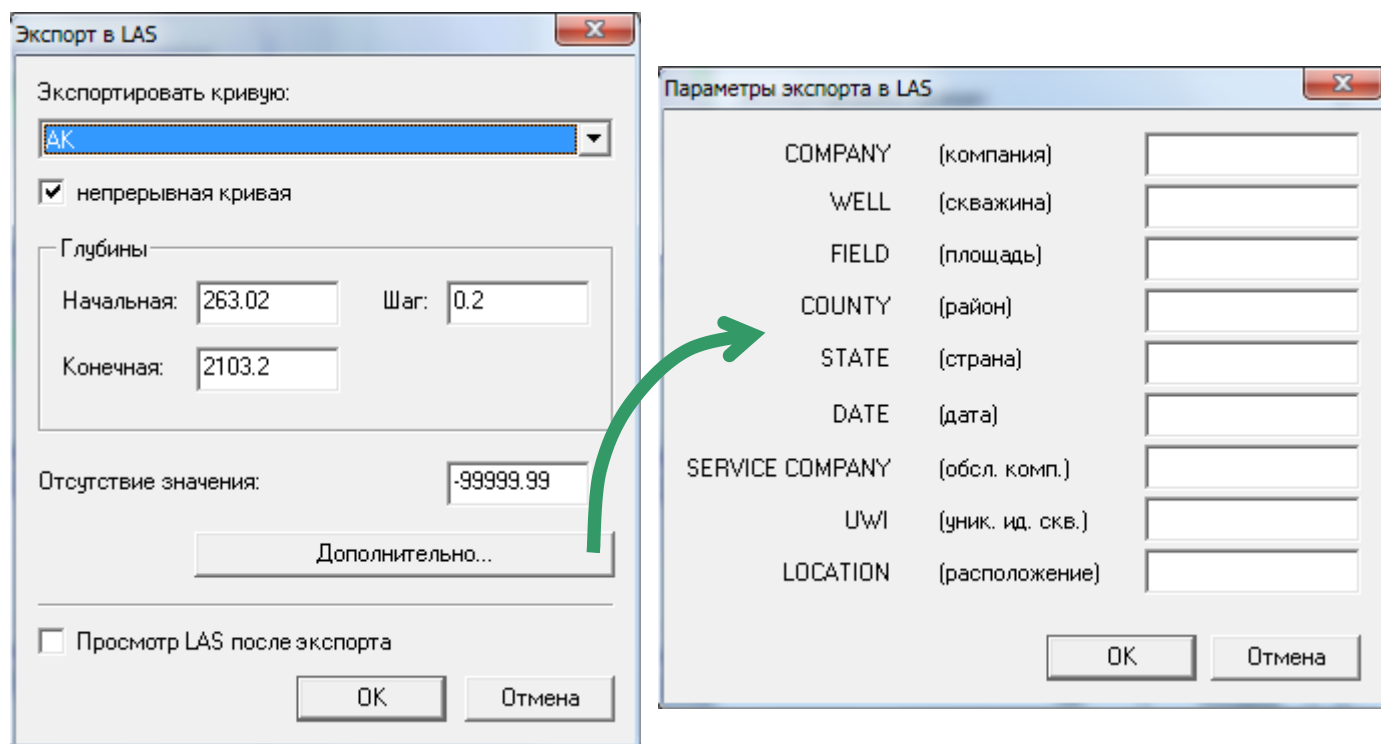 Экспорт в LAS
Экспортировать кривую:
АК
непрерывная кривая
Глубины
Начальная: 263.02 Шаг: 0.2
Конечная: 2103.2
Отсутствие значения: -99999.99
Дополнительно...
Просмотр LAS после экспорта
OK Отмена
Параметры экспорта в LAS
COMPANY (компания)
WELL (скважина)
FIELD (площадь)
COUNTY (район)
STATE (страна)
DATE (дата)
SERVICE COMPANY (обсл. комп.)
UWI (уник. ид. скв.)
LOCATION (расположение)
OK Отмена